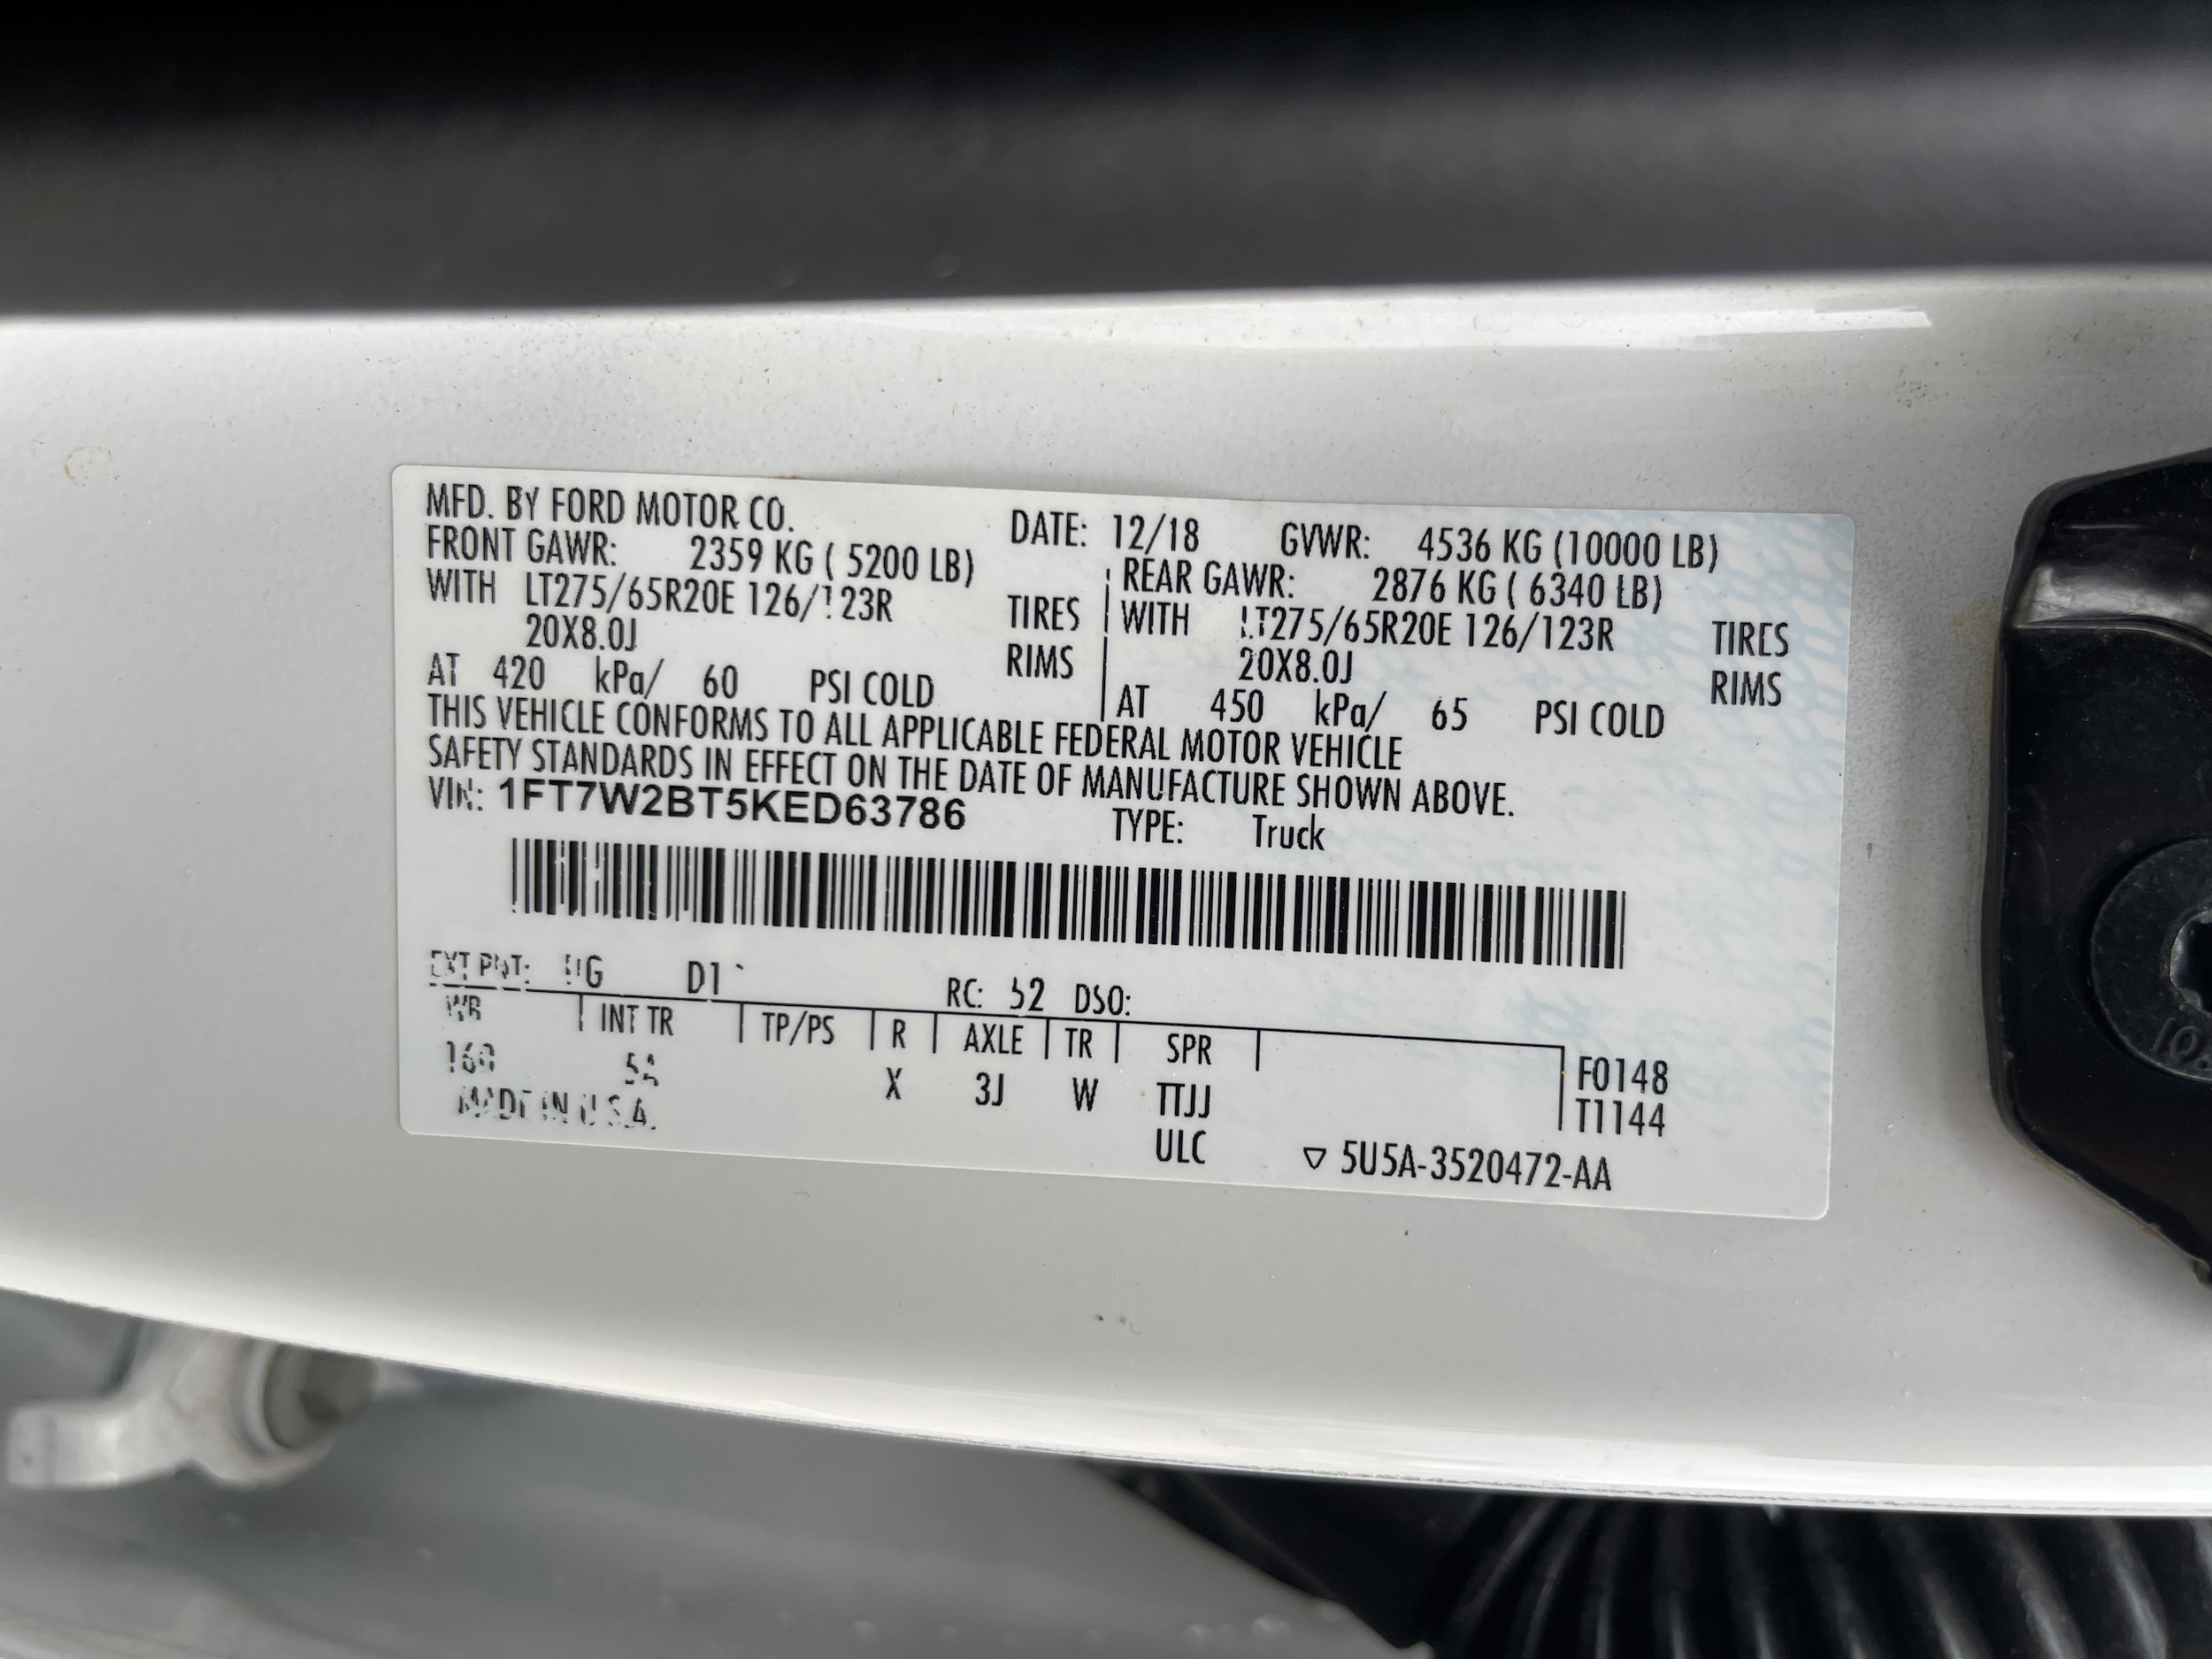 MFD. BY FORD MOTOR CO. DATE: 12/18 GVWR: 4536 KG (10000 LB)
FRONT GAWR: 2359 KG ( 5200 LB) REAR GAWR: 2876 KG ( 6340 LB)
WITH LT275/65R20E 126/123R TIRES WITH LT275/65R20E 126/123R TIRES
20X8.0J RIMS 20X8.0J RIMS
AT 420 kPa/ 60 PSI COLD AT 450 kPa/ 65 PSI COLD
THIS VEHICLE CONFORMS TO ALL APPLICABLE FEDERAL MOTOR VEHICLE
SAFETY STANDARDS IN EFFECT ON THE DATE OF MANUFACTURE SHOWN ABOVE.
VIN: 1FT7W2BT5KED63786 TYPE: Truck
EXT PNT: RC: 52 DSO:
WB INT TR TP/PS R AXLE TR SPR F0148
160 5A X 3J W TTJJ T1144
MADE IN U.S.A. ULC 5U5A-3520472-AA